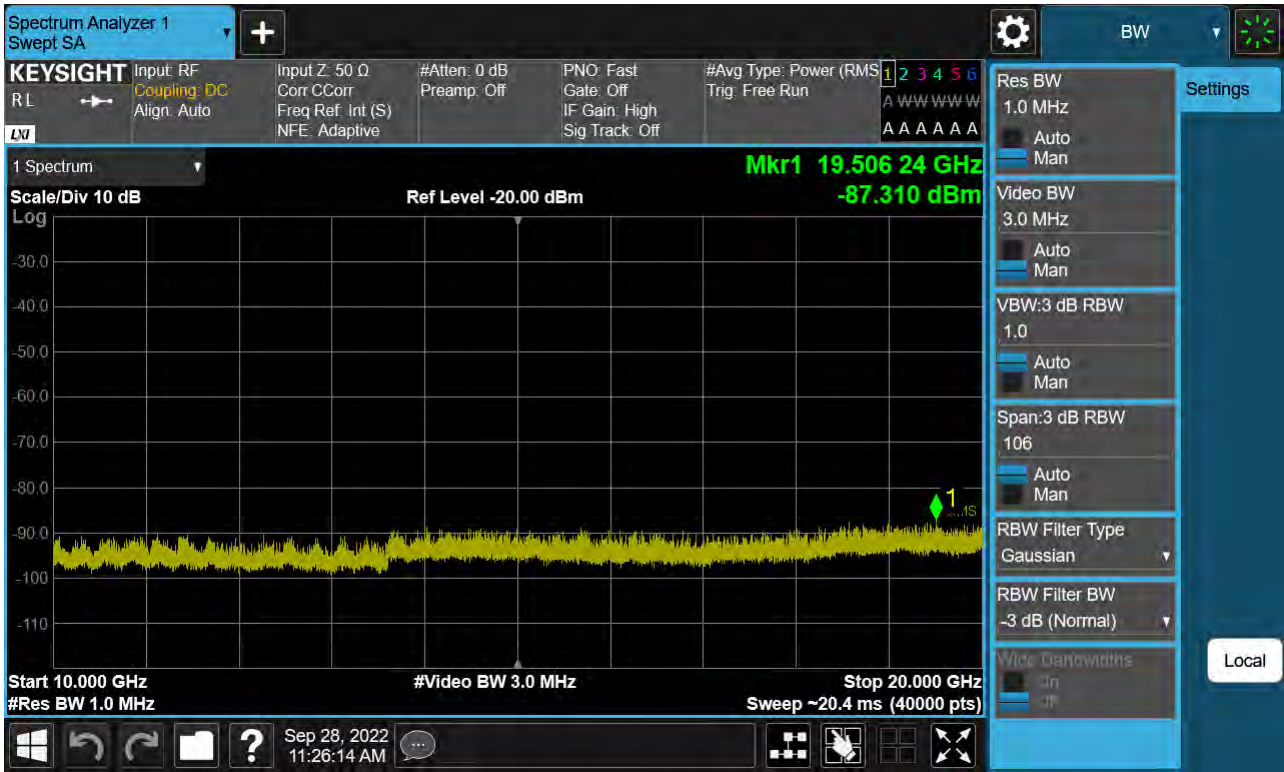 Spectrum Analyzer 1
Swept SA
+
BW
KEYSIGHT
RL
LXI
Input: RF
Coupling: DC
Align: Auto
Input Z: 50 Ω
Corr CCorr
Freq Ref: Int (S)
NFE: Adaptive
#Atten: 0 dB
Preamp: Off
PNO: Fast
Gate: Off
IF Gain: High
Sig Track: Off
#Avg Type: Power (RMS
Trig: Free Run
1 2 3 4 5 6
A W W W W W
A A A A A A
1 Spectrum
Scale/Div 10 dB
Ref Level -20.00 dBm
Mkr1 19.506 24 GHz
-87.310 dBm
Log
-30.0
-40.0
-50.0
-60.0
-70.0
-80.0
-90.0
-100
-110
1
Start 10.000 GHz
#Video BW 3.0 MHz
Stop 20.000 GHz
#Res BW 1.0 MHz
Sweep ~20.4 ms (40000 pts)
Res BW
1.0 MHz
Auto
Man
Video BW
3.0 MHz
Auto
Man
VBW:3 dB RBW
1.0
Auto
Man
Span:3 dB RBW
106
Auto
Man
RBW Filter Type
Gaussian
RBW Filter BW
-3 dB (Normal)
Settings
Local
?
Sep 28, 2022
11:26:14 AM